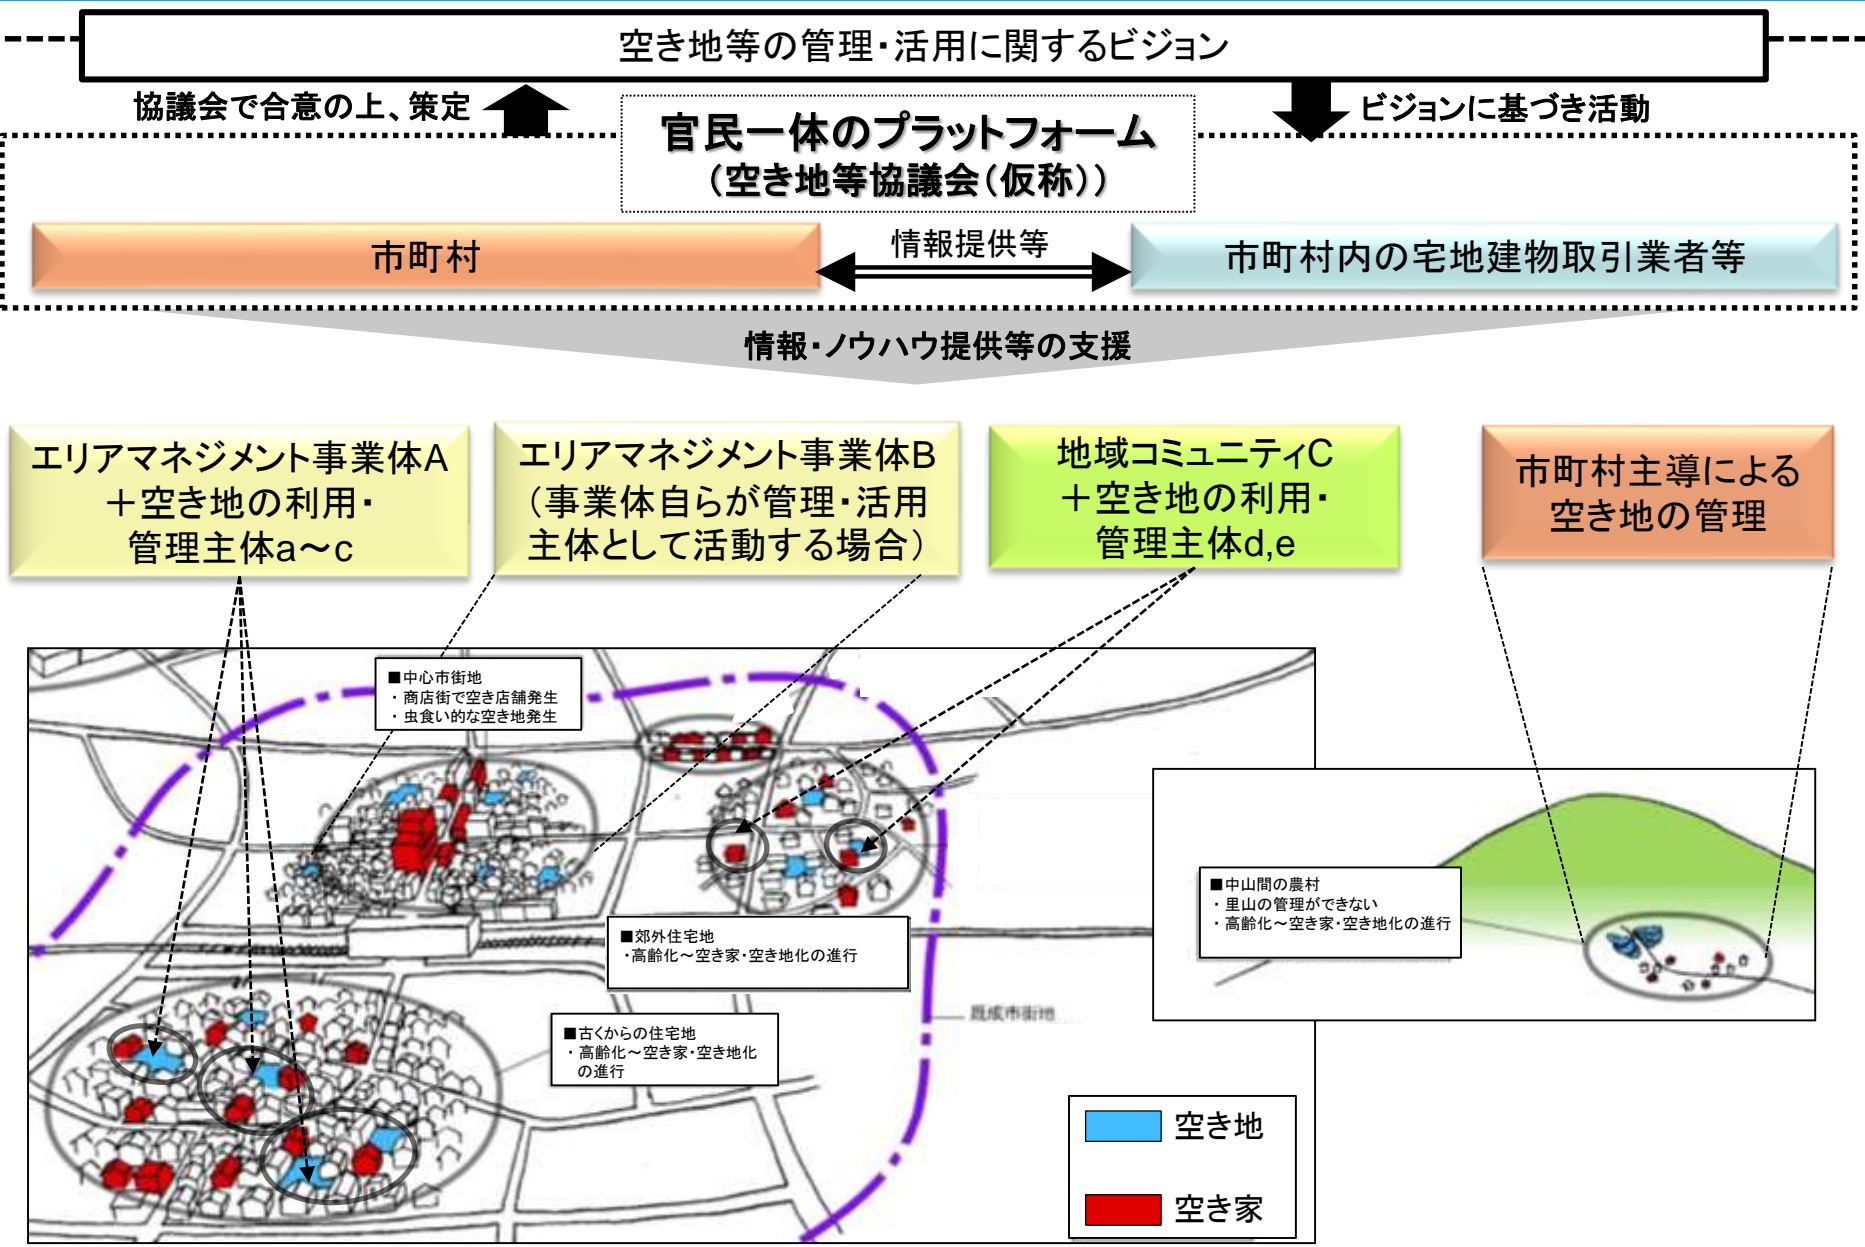 空き地等の管理・活用に関するビジョン
協議会で合意の上、策定
ビジョンに基づき活動
官民一体のプラットフォーム
（空き地等協議会（仮称））
市町村
情報提供等
市町村内の宅地建物取引業者等
情報・ノウハウ提供等の支援
エリアマネジメント事業体A
＋空き地の利用・
管理主体a～c
エリアマネジメント事業体B
（事業体自らが管理・活用
主体として活動する場合）
地域コミュニティC
＋空き地の利用・
管理主体d,e
市町村主導による
空き地の管理
■中心市街地
・商店街で空き店舗発生
・虫食い的な空き地発生
■郊外住宅地
・高齢化～空き家・空き地化の進行
■古くからの住宅地
・高齢化～空き家・空き地化
の進行
■中山間の農村
・里山の管理ができない
・高齢化～空き家・空き地化の進行
既成市街地
空き地
空き家